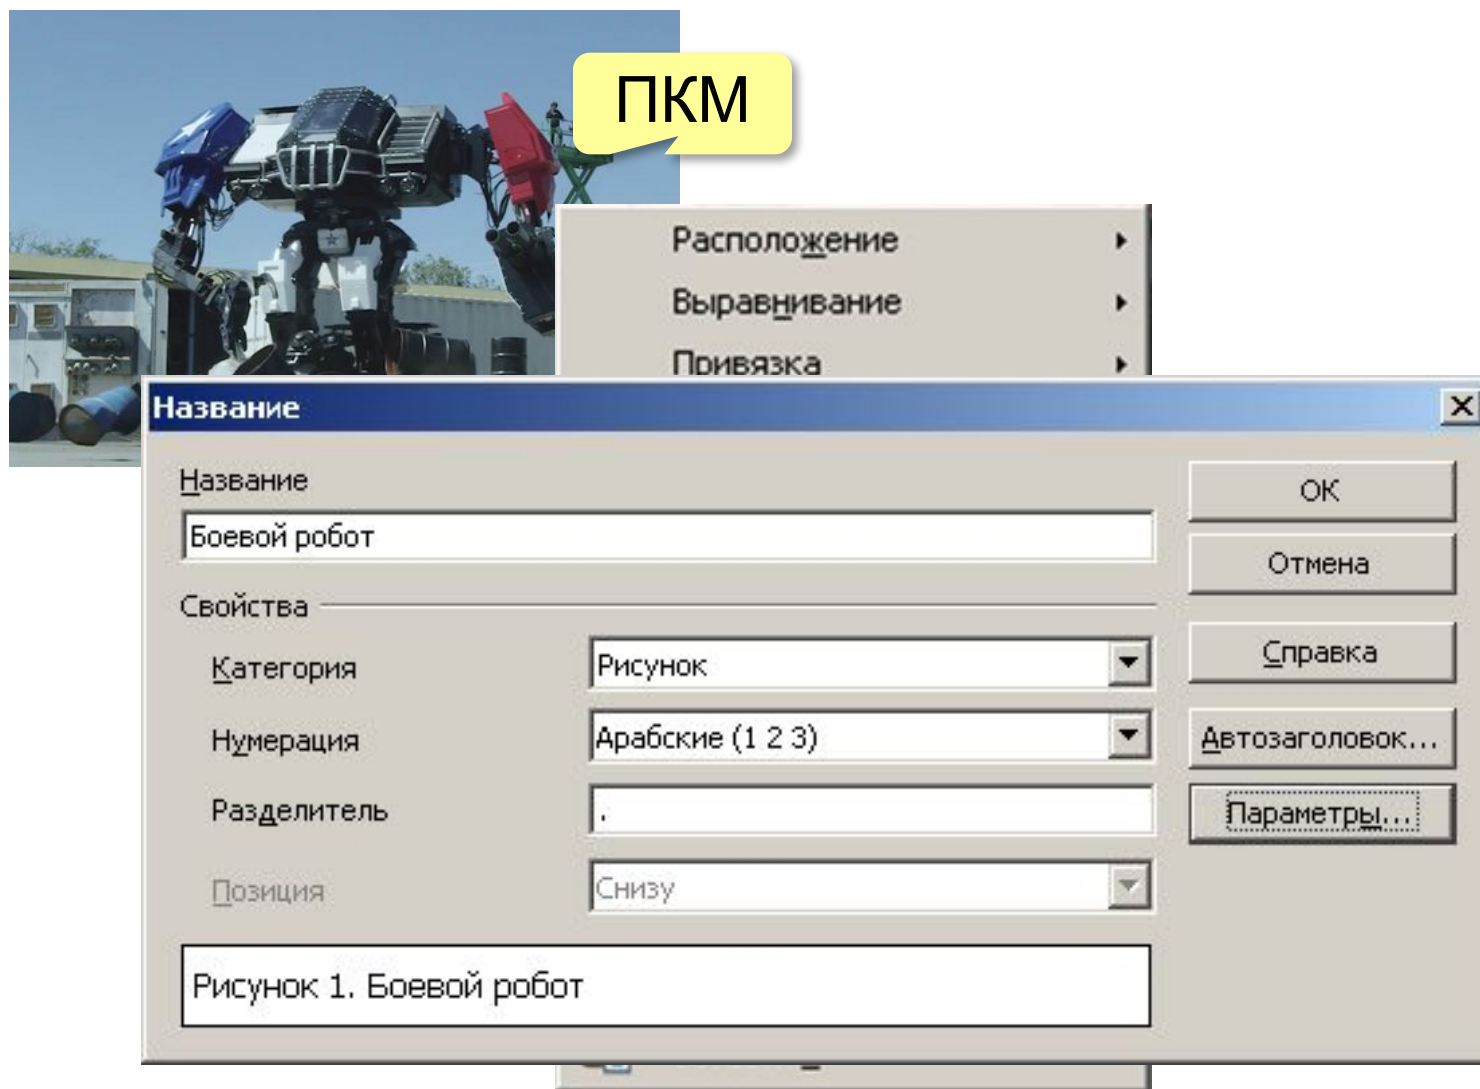 ПКМ
Расположение
Выравнивание
Привязка
Название
Название
Боевой робот
ОК
Отмена
Свойства
Категория
Рисунок
Справка
Нумерация
Арабские (1 2 3)
Автозаголовок...
Разделитель
.
Параметры...
Позиция
Снизу
Рисунок 1. Боевой робот